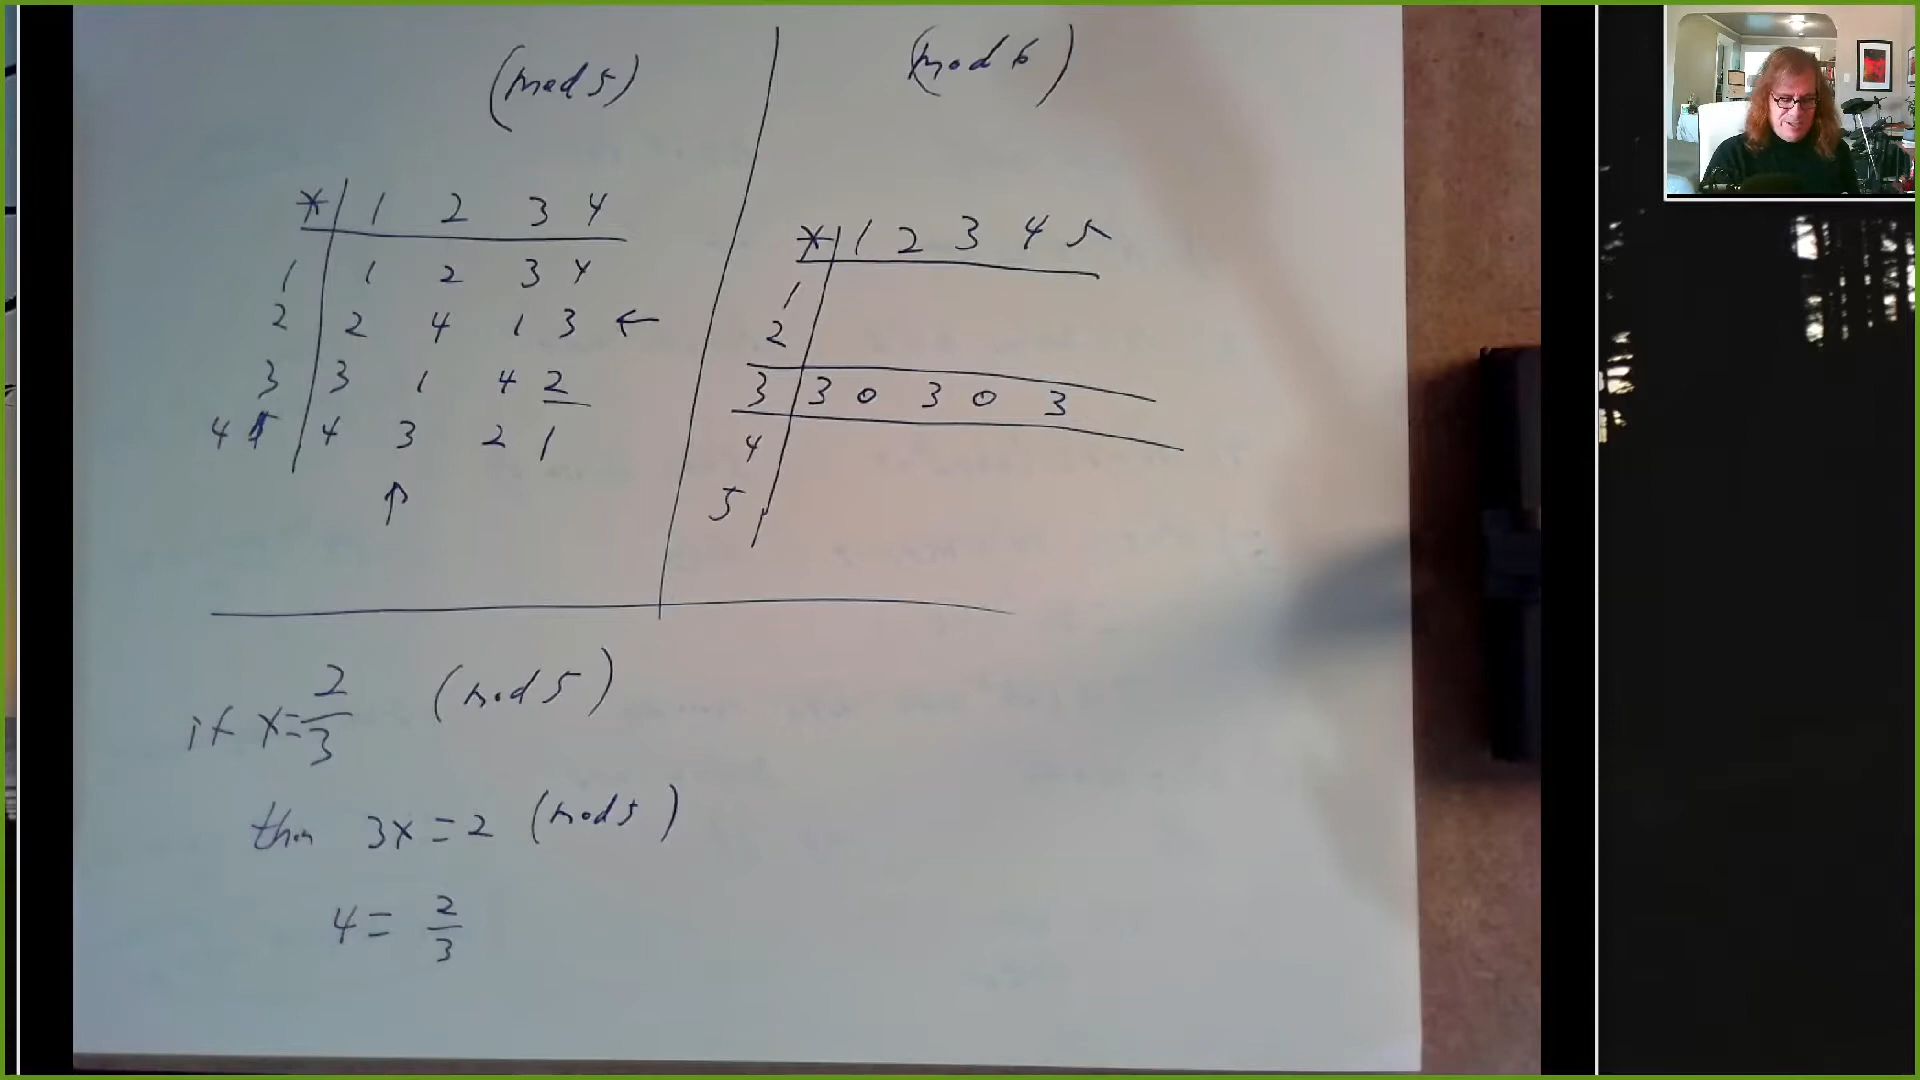 (mod 5)
* 1 2 3 4
1 1 2 3 4
2 2 4 1 3 ←
3 3 1 4 2
4 4 3 2 1
↑
(mod 6)
* 1 2 3 4 5
1
2
3 3 0 3 0 3
4
5
if x = 2/3 (mod 5)
then 3x = 2 (mod 5)
4 = 2/3